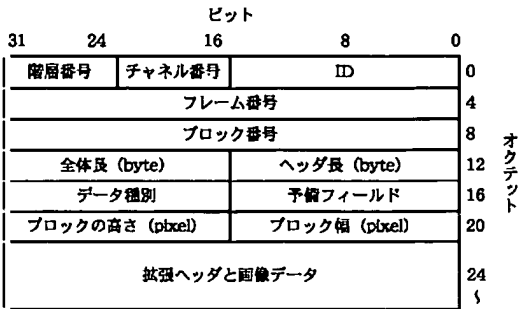 ビット
31 24 16 8 0
階層番号 チャネル番号 ID 0
フレーム番号 4
ブロック番号 8
全体長 (byte) ヘッダ長 (byte) 12
データ種別 予備フィールド 16
ブロックの高さ (pixel) ブロック幅 (pixel) 20
拡張ヘッダと画像データ 24
〜
オクテット